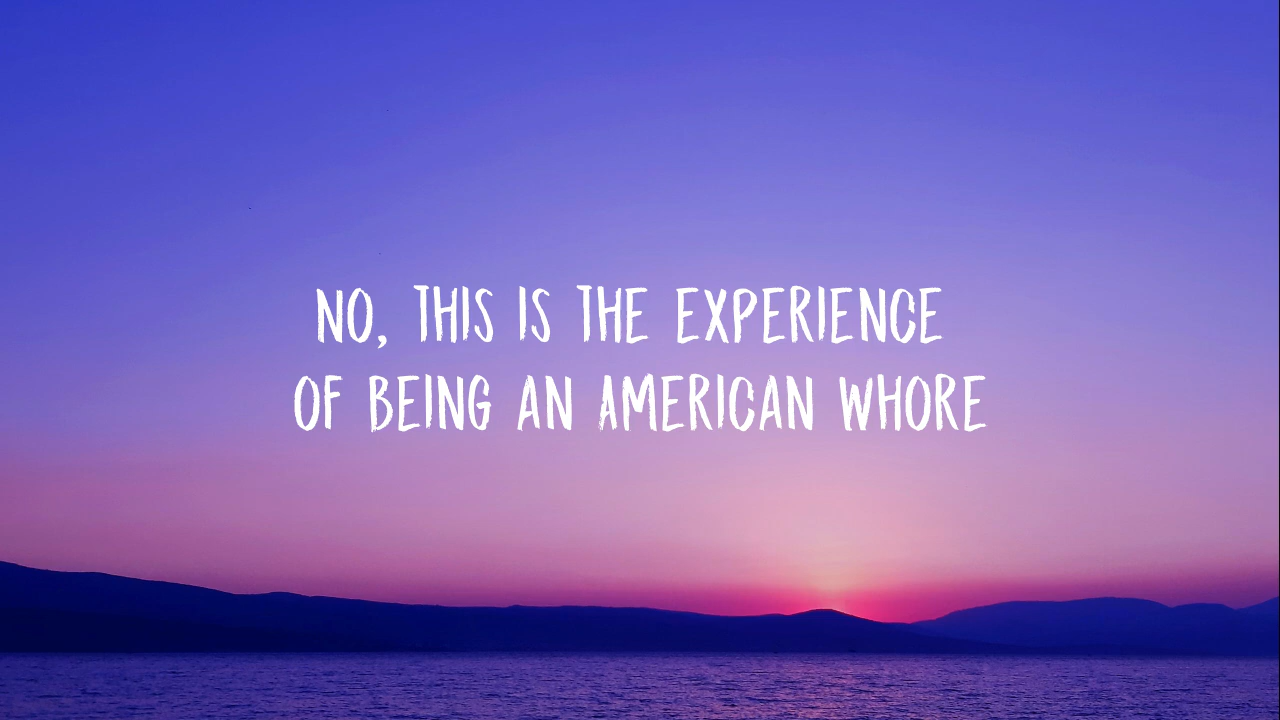 NO, THIS IS THE EXPERIENCE
OF BEING AN AMERICAN WHORE